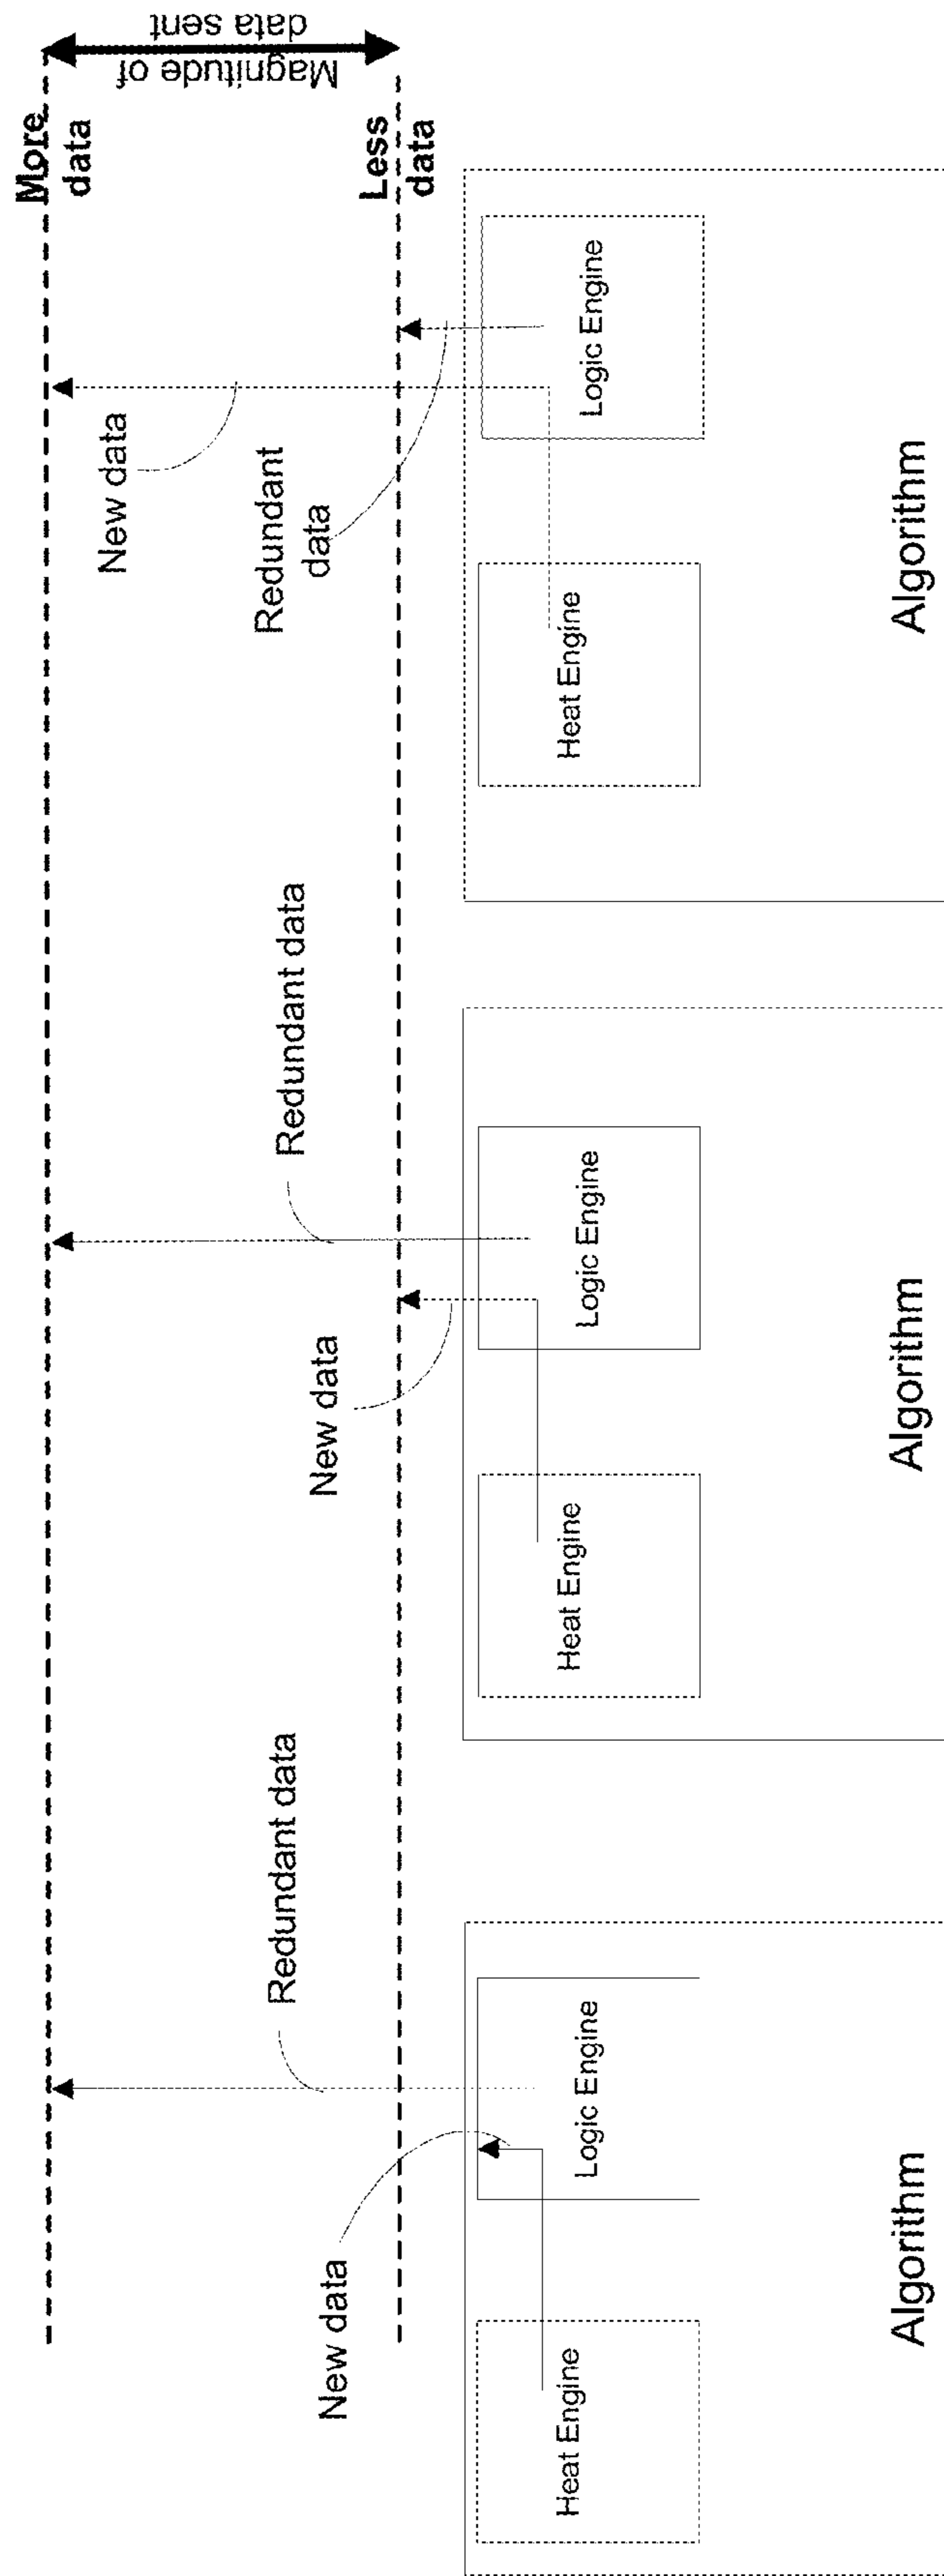 More
data
Magnitude of
data sent
Less
data
New data
Redundant data
Heat Engine
Logic Engine
Algorithm
New data
Redundant data
Heat Engine
Logic Engine
Algorithm
New data
Redundant
data
Heat Engine
Logic Engine
Algorithm